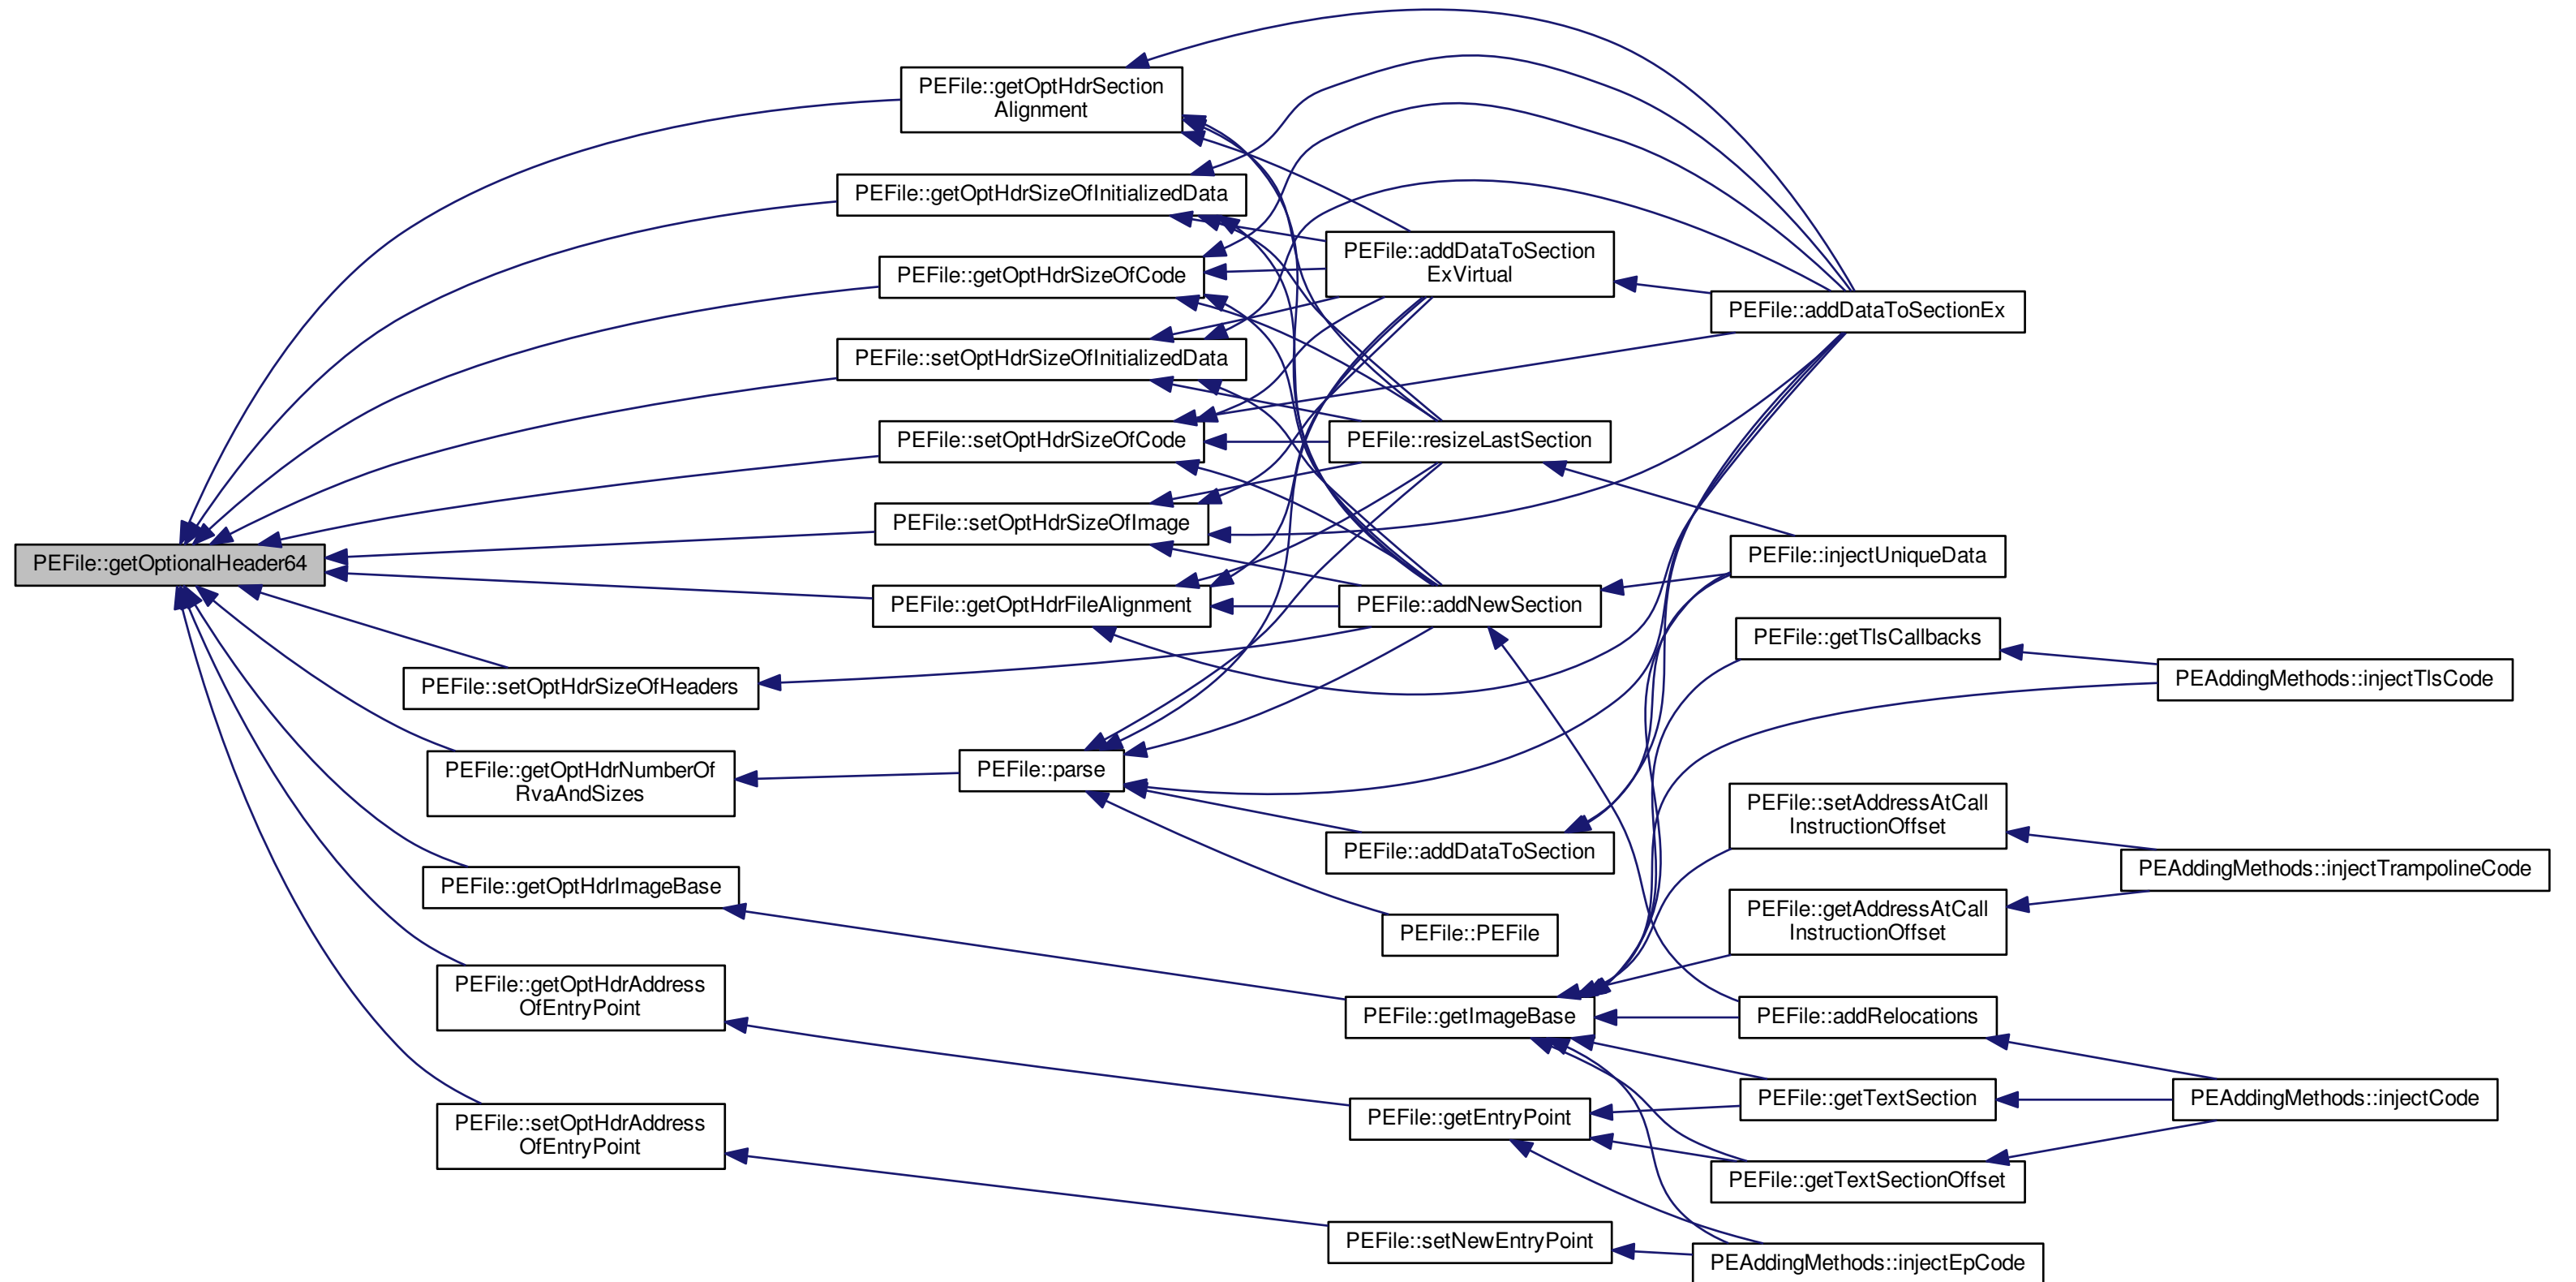 PEFile::getOptionalHeader64
PEFile::getOptHdrSection
Alignment
PEFile::getOptHdrSizeOfInitializedData
PEFile::getOptHdrSizeOfCode
PEFile::setOptHdrSizeOfInitializedData
PEFile::setOptHdrSizeOfCode
PEFile::setOptHdrSizeOfImage
PEFile::getOptHdrFileAlignment
PEFile::setOptHdrSizeOfHeaders
PEFile::getOptHdrNumberOf
RvaAndSizes
PEFile::getOptHdrImageBase
PEFile::getOptHdrAddress
OfEntryPoint
PEFile::setOptHdrAddress
OfEntryPoint
PEFile::parse
PEFile::addDataToSection
ExVirtual
PEFile::resizeLastSection
PEFile::addNewSection
PEFile::addDataToSection
PEFile::PEFile
PEFile::getImageBase
PEFile::getEntryPoint
PEFile::setNewEntryPoint
PEFile::addDataToSectionEx
PEFile::injectUniqueData
PEFile::getTlsCallbacks
PEFile::setAddressAtCall
InstructionOffset
PEFile::getAddressAtCall
InstructionOffset
PEFile::addRelocations
PEFile::getTextSection
PEFile::getTextSectionOffset
PEAddingMethods::injectEpCode
PEAddingMethods::injectTlsCode
PEAddingMethods::injectTrampolineCode
PEAddingMethods::injectCode